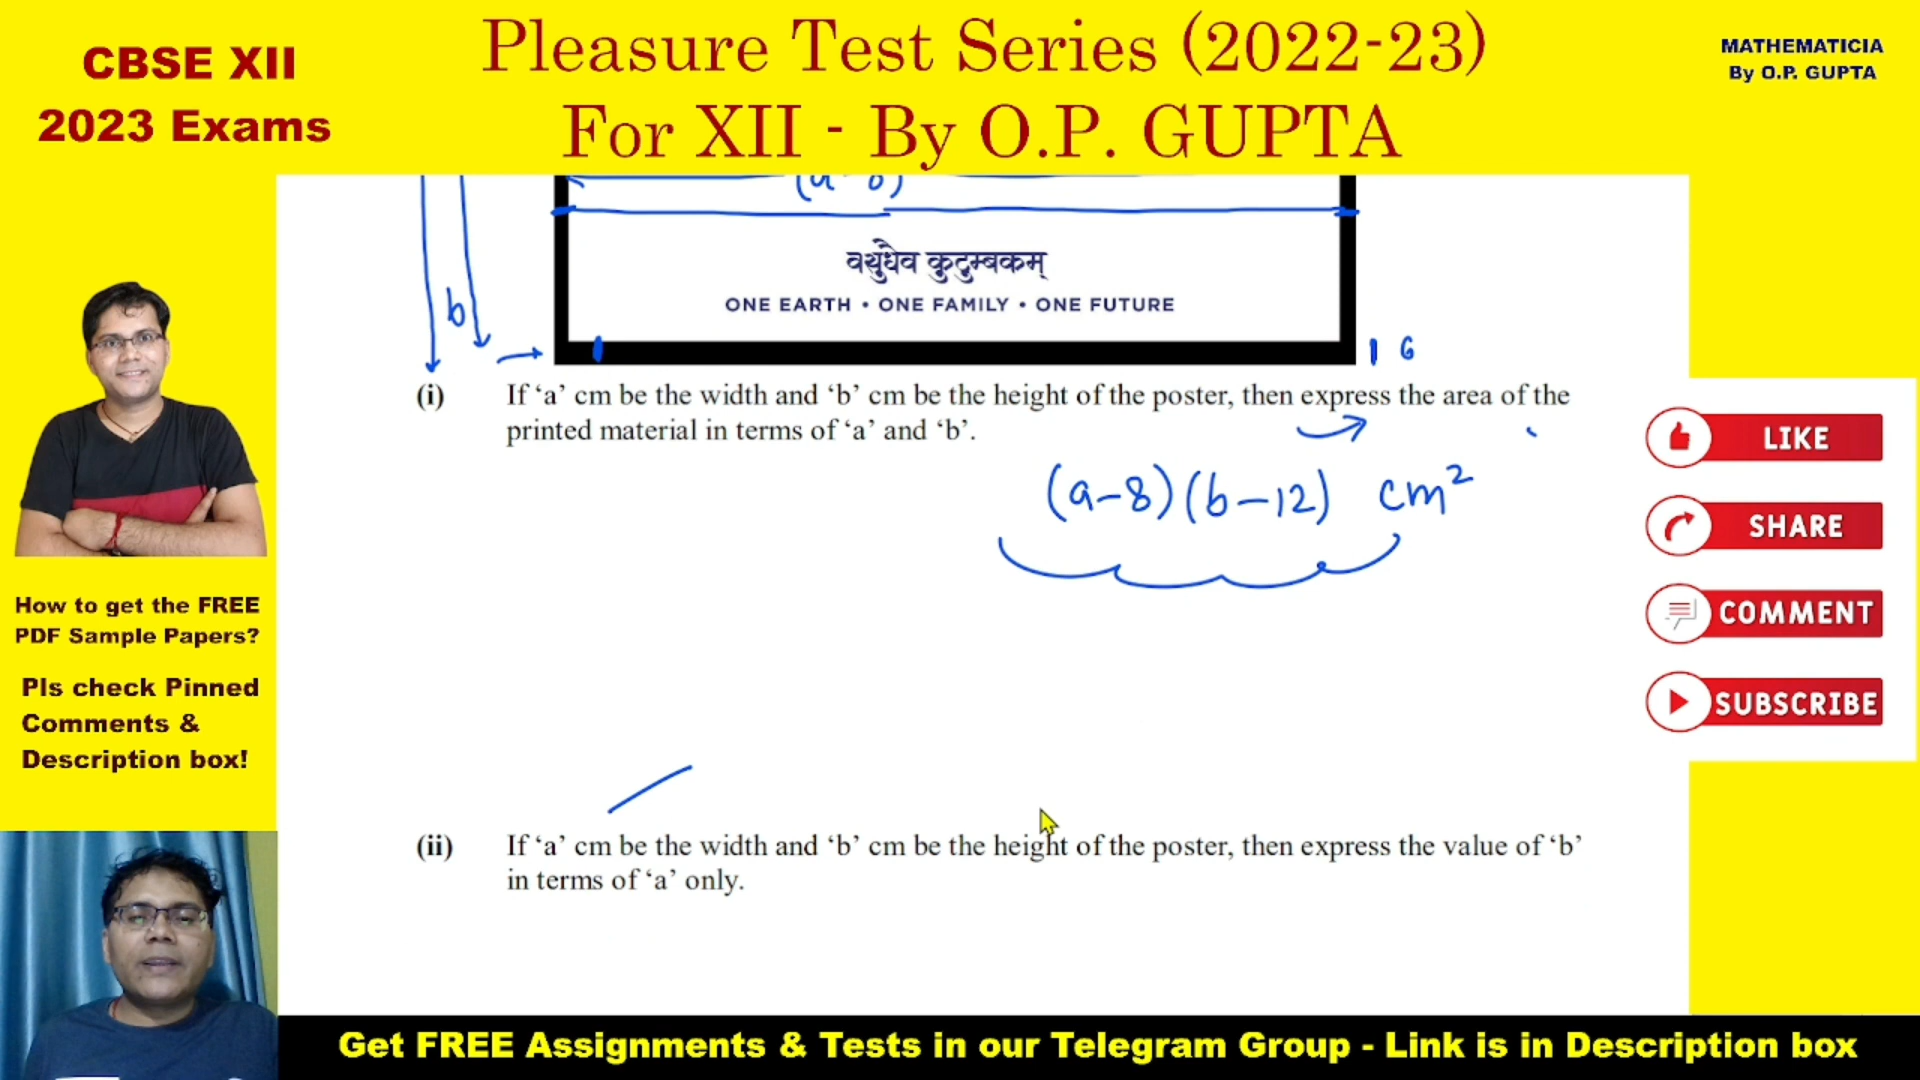 CBSE XII
2023 Exams
Pleasure Test Series (2022-23)
For XII - By O.P. GUPTA
MATHEMATICIA
By O.P. GUPTA
वसुधैव कुटुम्बकम्
ONE EARTH • ONE FAMILY • ONE FUTURE
b
6
(i) If ‘a’ cm be the width and ‘b’ cm be the height of the poster, then express the area of the
printed material in terms of ‘a’ and ‘b’.
(a-8)(b-12) cm²
LIKE
SHARE
COMMENT
SUBSCRIBE
How to get the FREE
PDF Sample Papers?
Pls check Pinned
Comments &
Description box!
(ii) If ‘a’ cm be the width and ‘b’ cm be the height of the poster, then express the value of ‘b’
in terms of ‘a’ only.
Get FREE Assignments & Tests in our Telegram Group - Link is in Description box